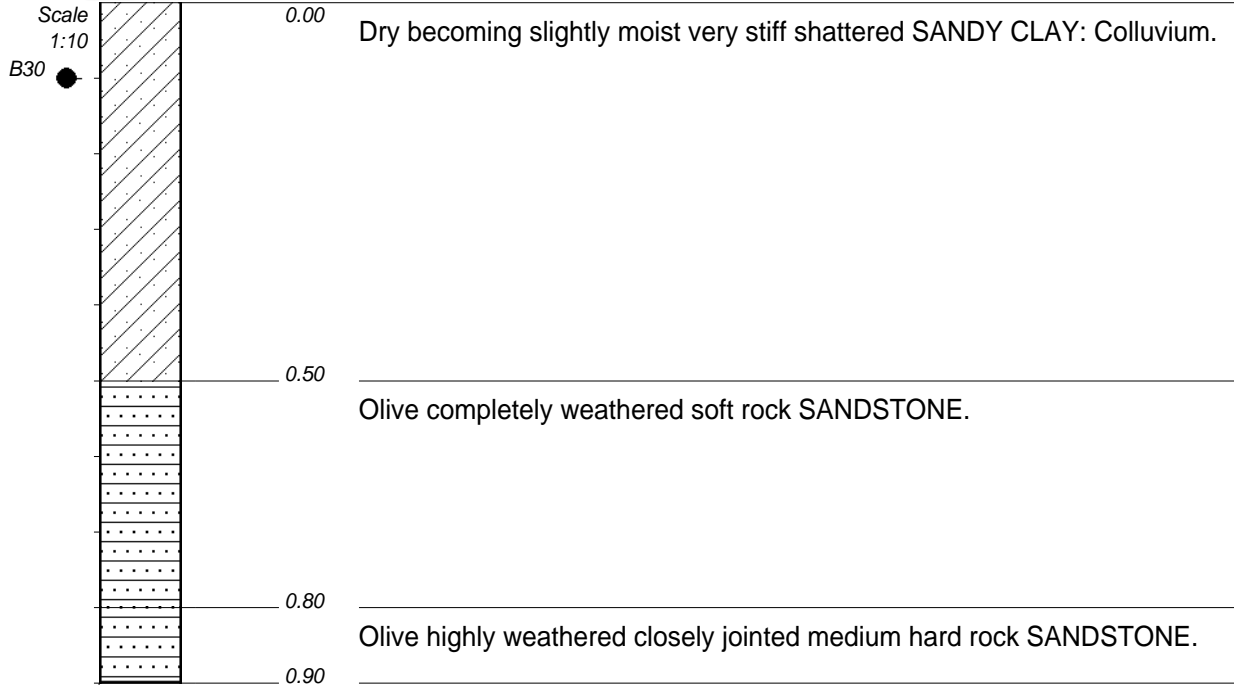 Scale
1:10
0.00
Dry becoming slightly moist very stiff shattered SANDY CLAY: Colluvium.
B30
0.50
Olive completely weathered soft rock SANDSTONE.
0.80
Olive highly weathered closely jointed medium hard rock SANDSTONE.
0.90